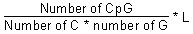 Number of CpG
Number of C * number of G * L